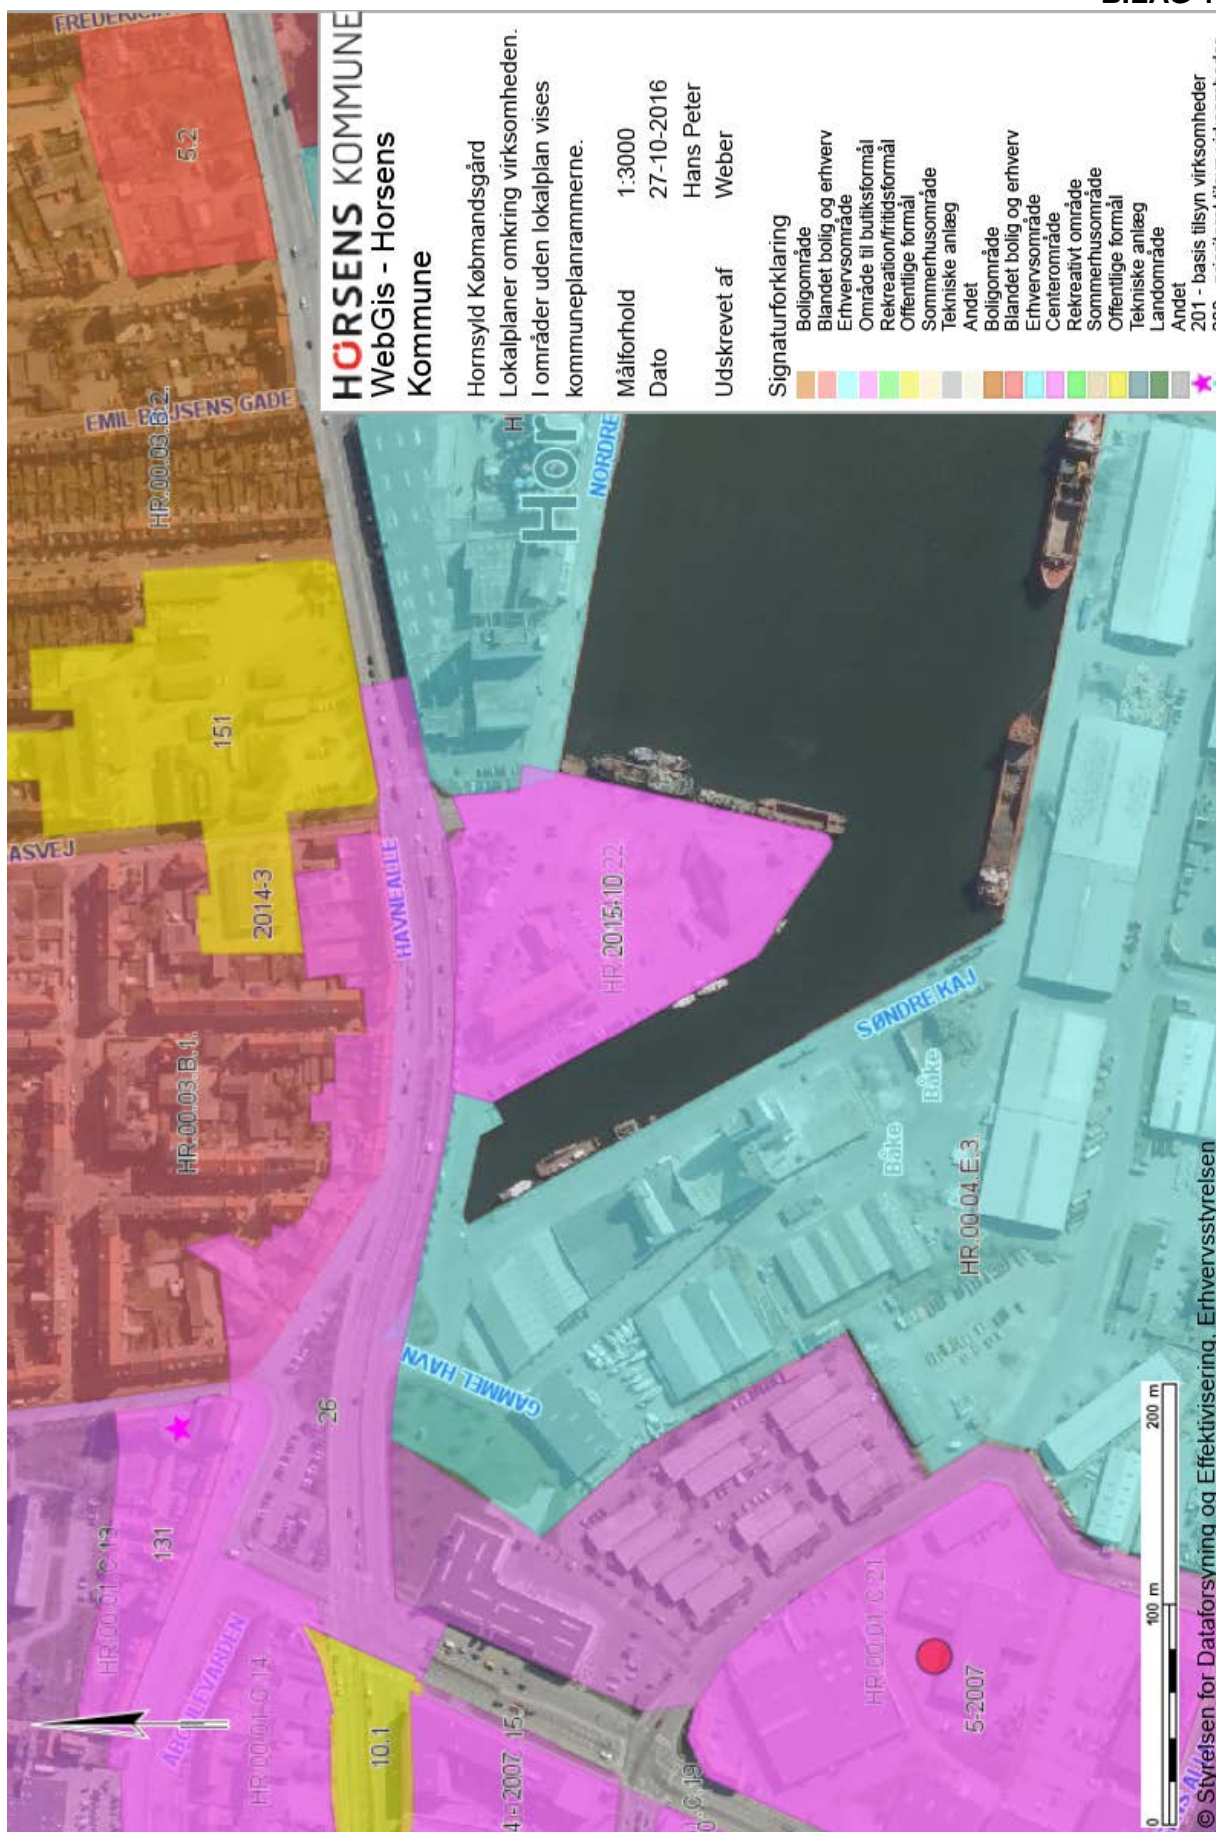 HORSENS KOMMUNE
WebGis - Horsens
Kommune
Hornsyld Købmandsgård
Lokalplaner omkring virksomheden.
I områder uden lokalplan vises
kommuneplanrammerne.
Målforhold 1:3000
Dato 27-10-2016
Hans Peter
Udskrevet af Weber
Signaturforklaring
Boligområde
Blandet bolig og erhverv
Erhvervsområde
Område til butiksformål
Rekreation/fritidsformål
Offentlige formål
Sommerhusområde
Tekniske anlæg
Andet
Boligområde
Blandet bolig og erhverv
Erhvervsområde
Centerområde
Rekreativt område
Sommerhusområde
Offentlige formål
Tekniske anlæg
Landområde
Andet
201 - basis tilsyn virksomheder
5.2
EMIL BOJSENS GADE
HR.00.03.B.2.
151
ASVEJ
2014-3
HAVNEALLE
HR.00.03.B.1.
Hor
H
NORDRE
HR.2015-10 22
SØNDRE KAJ
Båke
Båke
HR.00.04.E.3.
GAMMEL HAVN
26
131
HR.00.01.C.13
HR.00.01.C.14
10.1
HR.00.01.C.21
5-2007
0 100 m 200 m
© Styrelsen for Dataforsyning og Effektivisering, Erhvervsstyrelsen